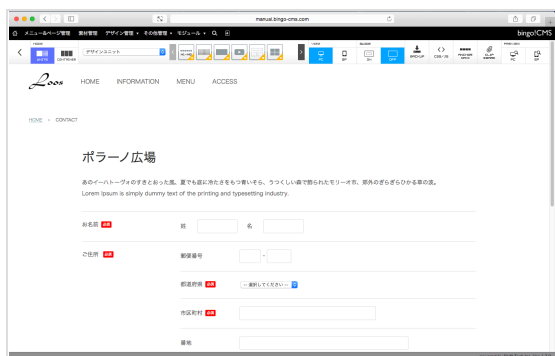 manual.bingo-cms.com
メニュー&ページ管理 素材管理 デザイン管理 その他管理 モジュール bingo!CMS
デザインユニット
PC SP ON OFF BACK-UP CSS / JS PC SP
Loos HOME INFORMATION MENU ACCESS
HOME > CONTACT
ポラーノ広場
あのイーハトーヴォのすきとおった風、夏でも底に冷たさをもつ青いそら、うつくしい森で飾られたモリーオ市、郊外のぎらぎらひかる草の波。
Lorem Ipsum is simply dummy text of the printing and typesetting industry.
お名前 必須 姓 名
ご住所 必須 郵便番号 -
都道府県 必須 -- 選択してください --
市区町村 必須
番地